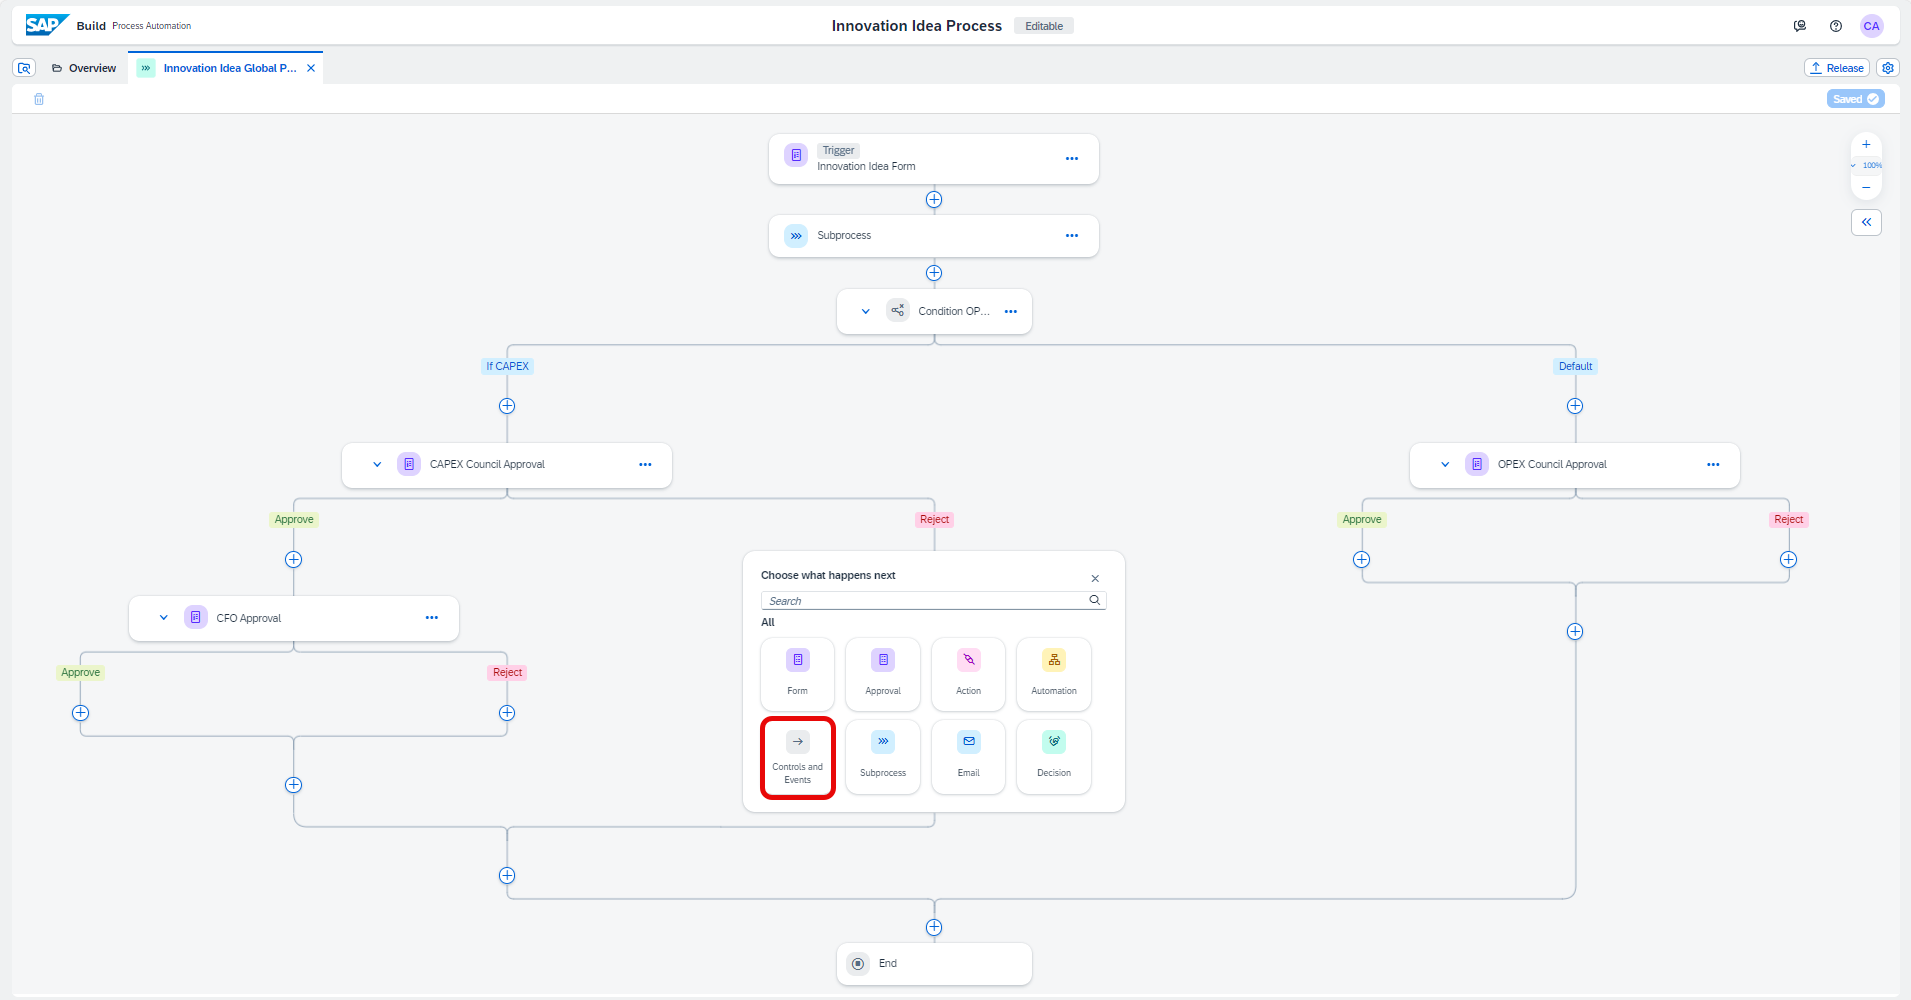 SAP Build Process Automation
Innovation Idea Process Editable
CA
Overview
Innovation Idea Global P...
Release
Saved
Trigger
Innovation Idea Form
100%
Subprocess
Condition OP...
If CAPEX
Default
CAPEX Council Approval
OPEX Council Approval
Approve
Reject
Approve
Reject
Choose what happens next
Search
All
Form
Approval
Action
Automation
Controls and
Events
Subprocess
Email
Decision
CFO Approval
Approve
Reject
End